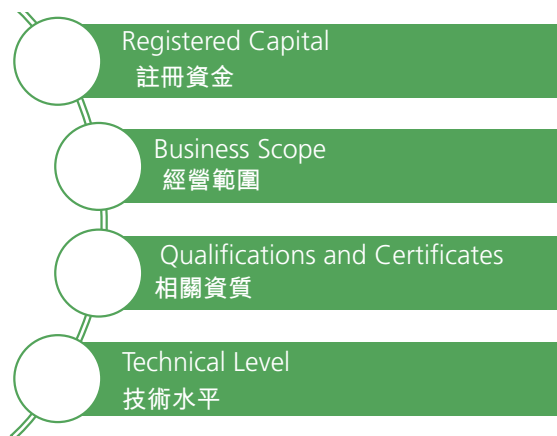 Registered Capital
註冊資金
Business Scope
經營範圍
Qualifications and Certificates
相關資質
Technical Level
技術水平